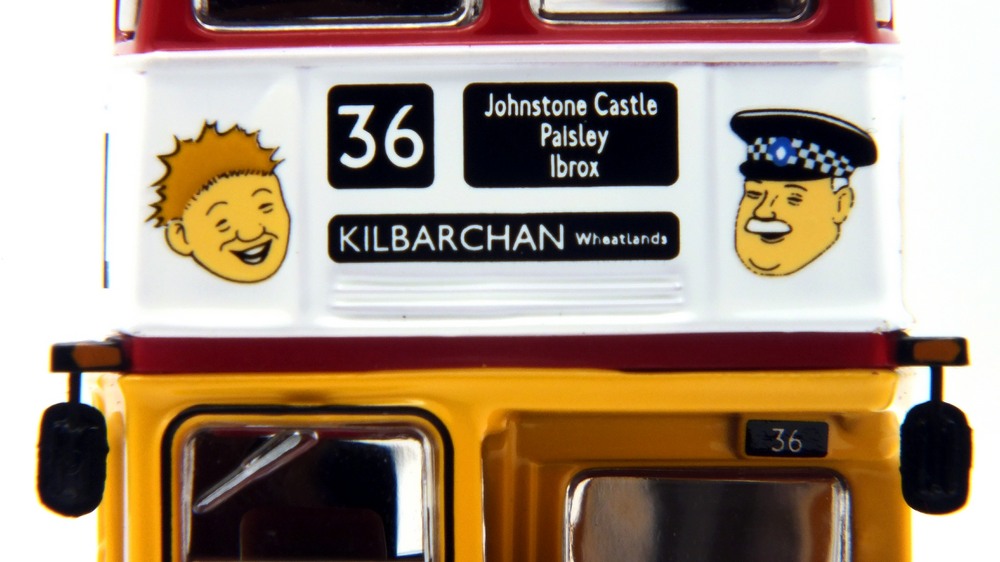 36
Johnstone Castle
Paisley
Ibrox
KILBARCHAN Wheatlands
36